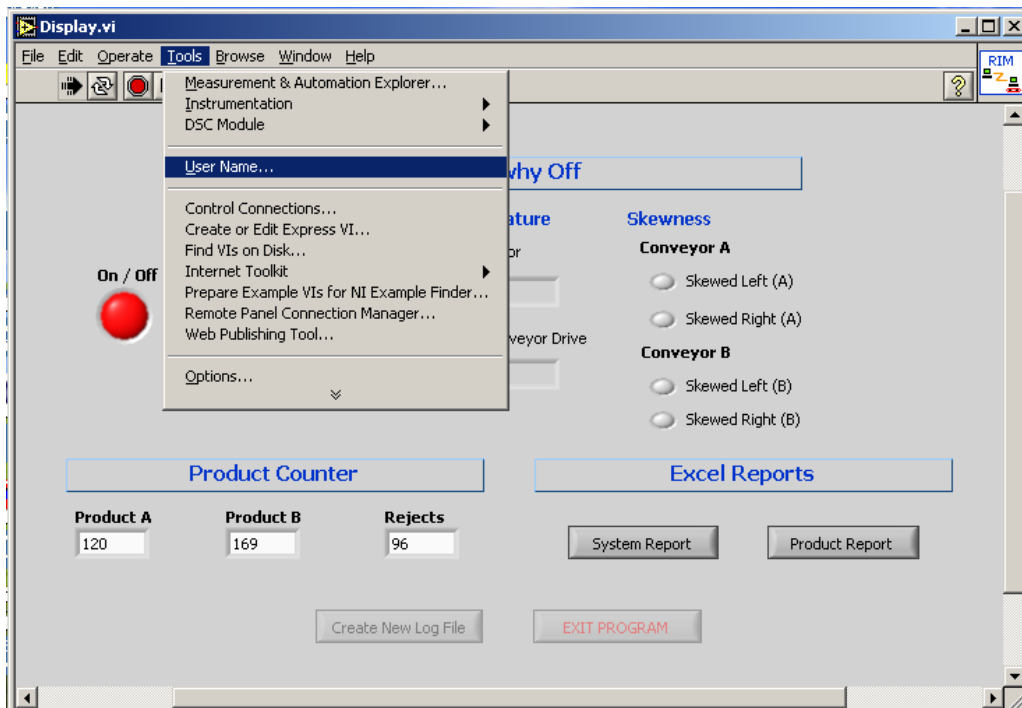 Display.vi
File Edit Operate Tools Browse Window Help
RIM
Measurement & Automation Explorer...
Instrumentation
DSC Module
User Name...
Control Connections...
Create or Edit Express VI...
Find VIs on Disk...
Internet Toolkit
Prepare Example VIs for NI Example Finder...
Remote Panel Connection Manager...
Web Publishing Tool...
Options...
why Off
ature
or
veyor Drive
On / Off
Skewness
Conveyor A
Skewed Left (A)
Skewed Right (A)
Conveyor B
Skewed Left (B)
Skewed Right (B)
Product Counter
Product A Product B Rejects
120 169 96
Excel Reports
System Report Product Report
Create New Log File EXIT PROGRAM